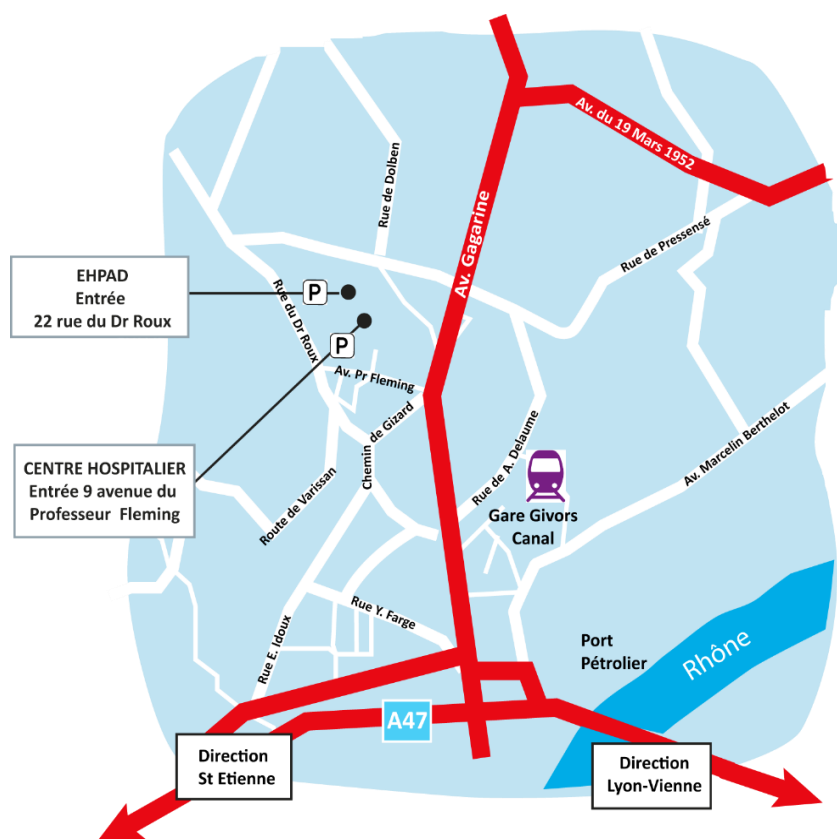 Av. du 19 Mars 1952
Rue de Dolben
Av. Gagarine
Rue de Pressensé
EHPAD
Entrée
22 rue du Dr Roux
P
Rue du Dr Roux
P
Av. Pr Fleming
Chemin de Gizard
Rue de A. Delaume
Av. Marcelin Berthelot
CENTRE HOSPITALIER
Entrée 9 avenue du
Professeur Fleming
Route de Varissan
Gare Givors
Canal
Rue Y. Farge
Rue E. Idoux
Port
Pétrolier
Rhône
A47
Direction
St Etienne
Direction
Lyon-Vienne